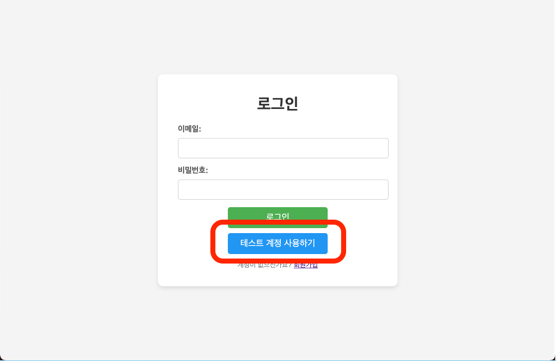 로그인
이메일:
비밀번호:
로그인
테스트 계정 사용하기
계정이 없으신가요? 회원가입